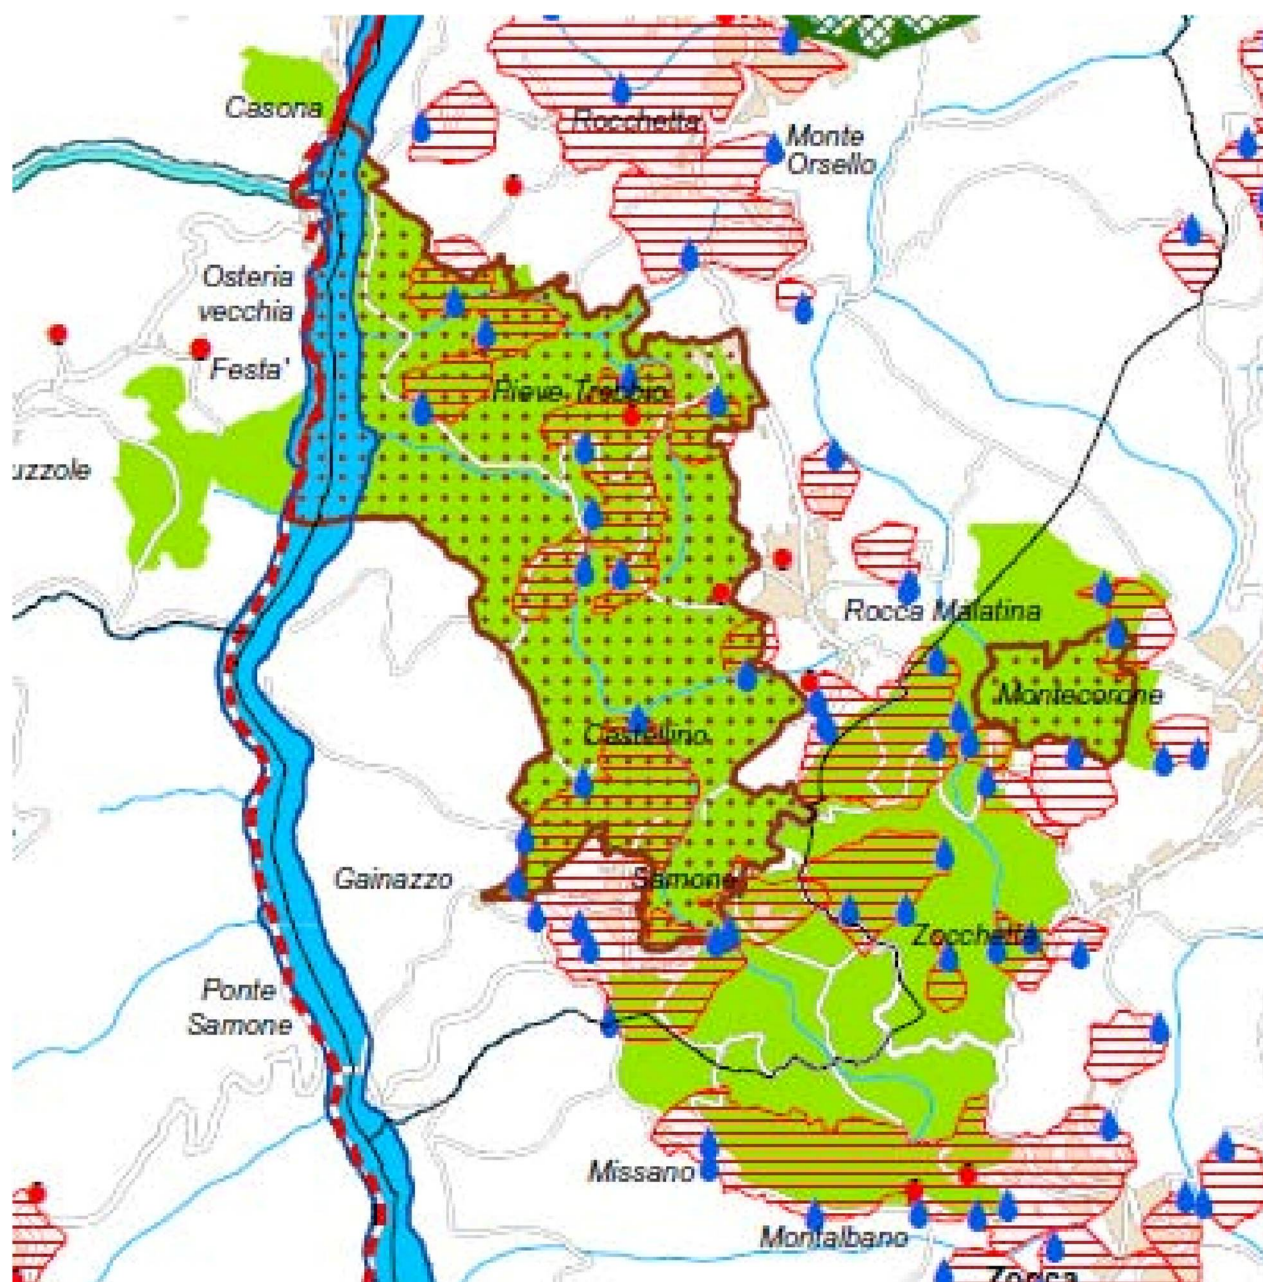 Casona
Rocchetta
Monte
Orsello
Osteria
vecchia
Festa'
Pieve Trebbio
uzzole
Rocca Malatina
Montecorone
Castellino
Gainazzo
Samone
Zocchetta
Ponte
Samone
Missano
Montalbano
Zocca